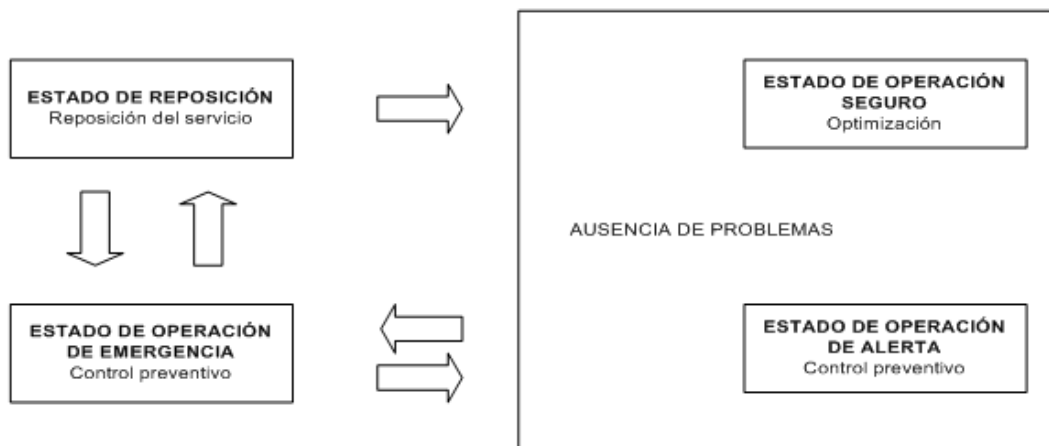 ESTADO DE REPOSICIÓN
Reposición del servicio
ESTADO DE OPERACIÓN
SEGURO
Optimización
AUSENCIA DE PROBLEMAS
ESTADO DE OPERACIÓN
DE EMERGENCIA
Control preventivo
ESTADO DE OPERACIÓN
DE ALERTA
Control preventivo